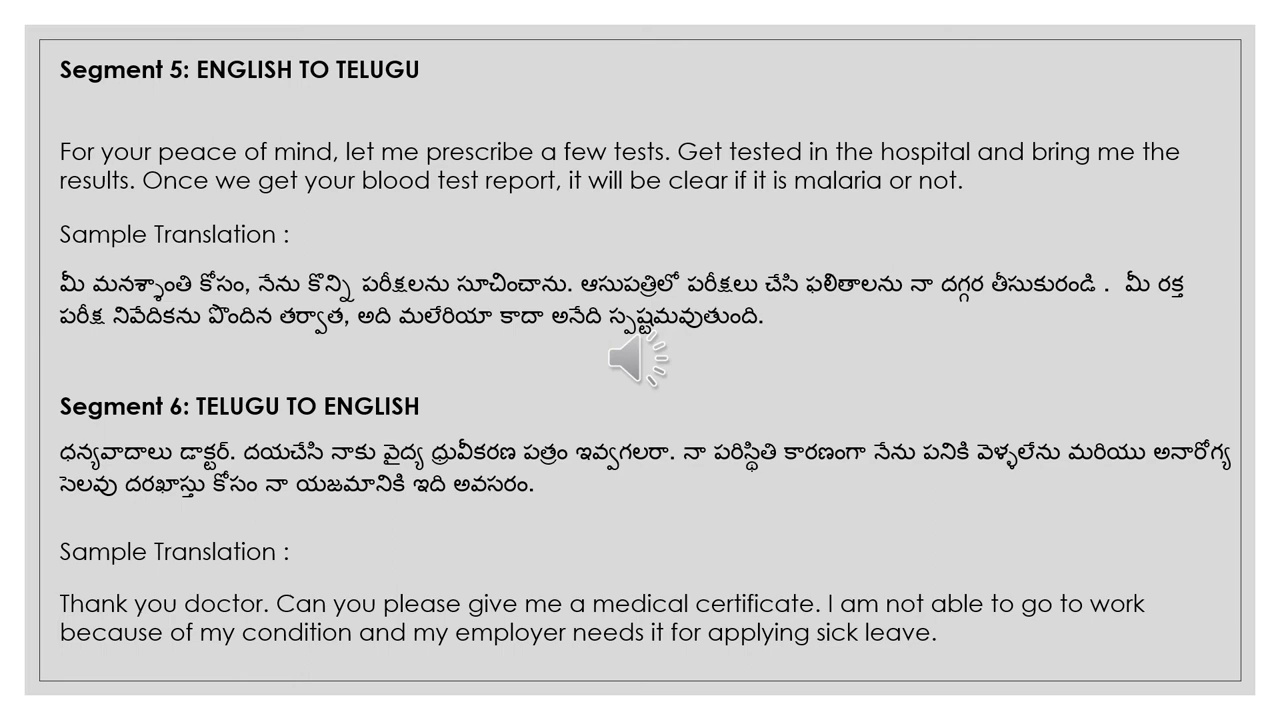 Segment 5: ENGLISH TO TELUGU
For your peace of mind, let me prescribe a few tests. Get tested in the hospital and bring me the
results. Once we get your blood test report, it will be clear if it is malaria or not.
Sample Translation :
మీ మనశ్శాంతి కోసం, నేను కొన్ని పరీక్షలను సూచించాను. ఆసుపత్రిలో పరీక్షలు చేసి ఫలితాలను నా దగ్గర తీసుకురండి . మీ రక్త
పరీక్ష నివేదికను పొందిన తర్వాత, అది మలేరియా కాదా అనేది స్పష్టమవుతుంది.
Segment 6: TELUGU TO ENGLISH
ధన్యవాదాలు డాక్టర్. దయచేసి నాకు వైద్య ధ్రువీకరణ పత్రం ఇవ్వగలరా. నా పరిస్థితి కారణంగా నేను పనికి వెళ్ళలేను మరియు అనారోగ్య
సెలవు దరఖాస్తు కోసం నా యజమానికి ఇది అవసరం.
Sample Translation :
Thank you doctor. Can you please give me a medical certificate. I am not able to go to work
because of my condition and my employer needs it for applying sick leave.